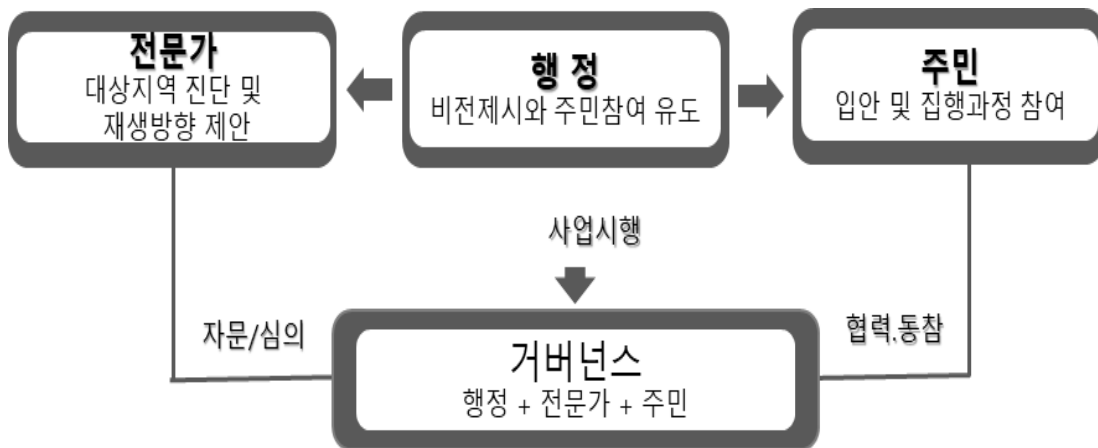 전문가
대상지역 진단 및
재생방향 제안
행 정
비전제시와 주민참여 유도
주민
입안 및 집행과정 참여
사업시행
자문/심의
협력.동참
거버넌스
행정 + 전문가 + 주민